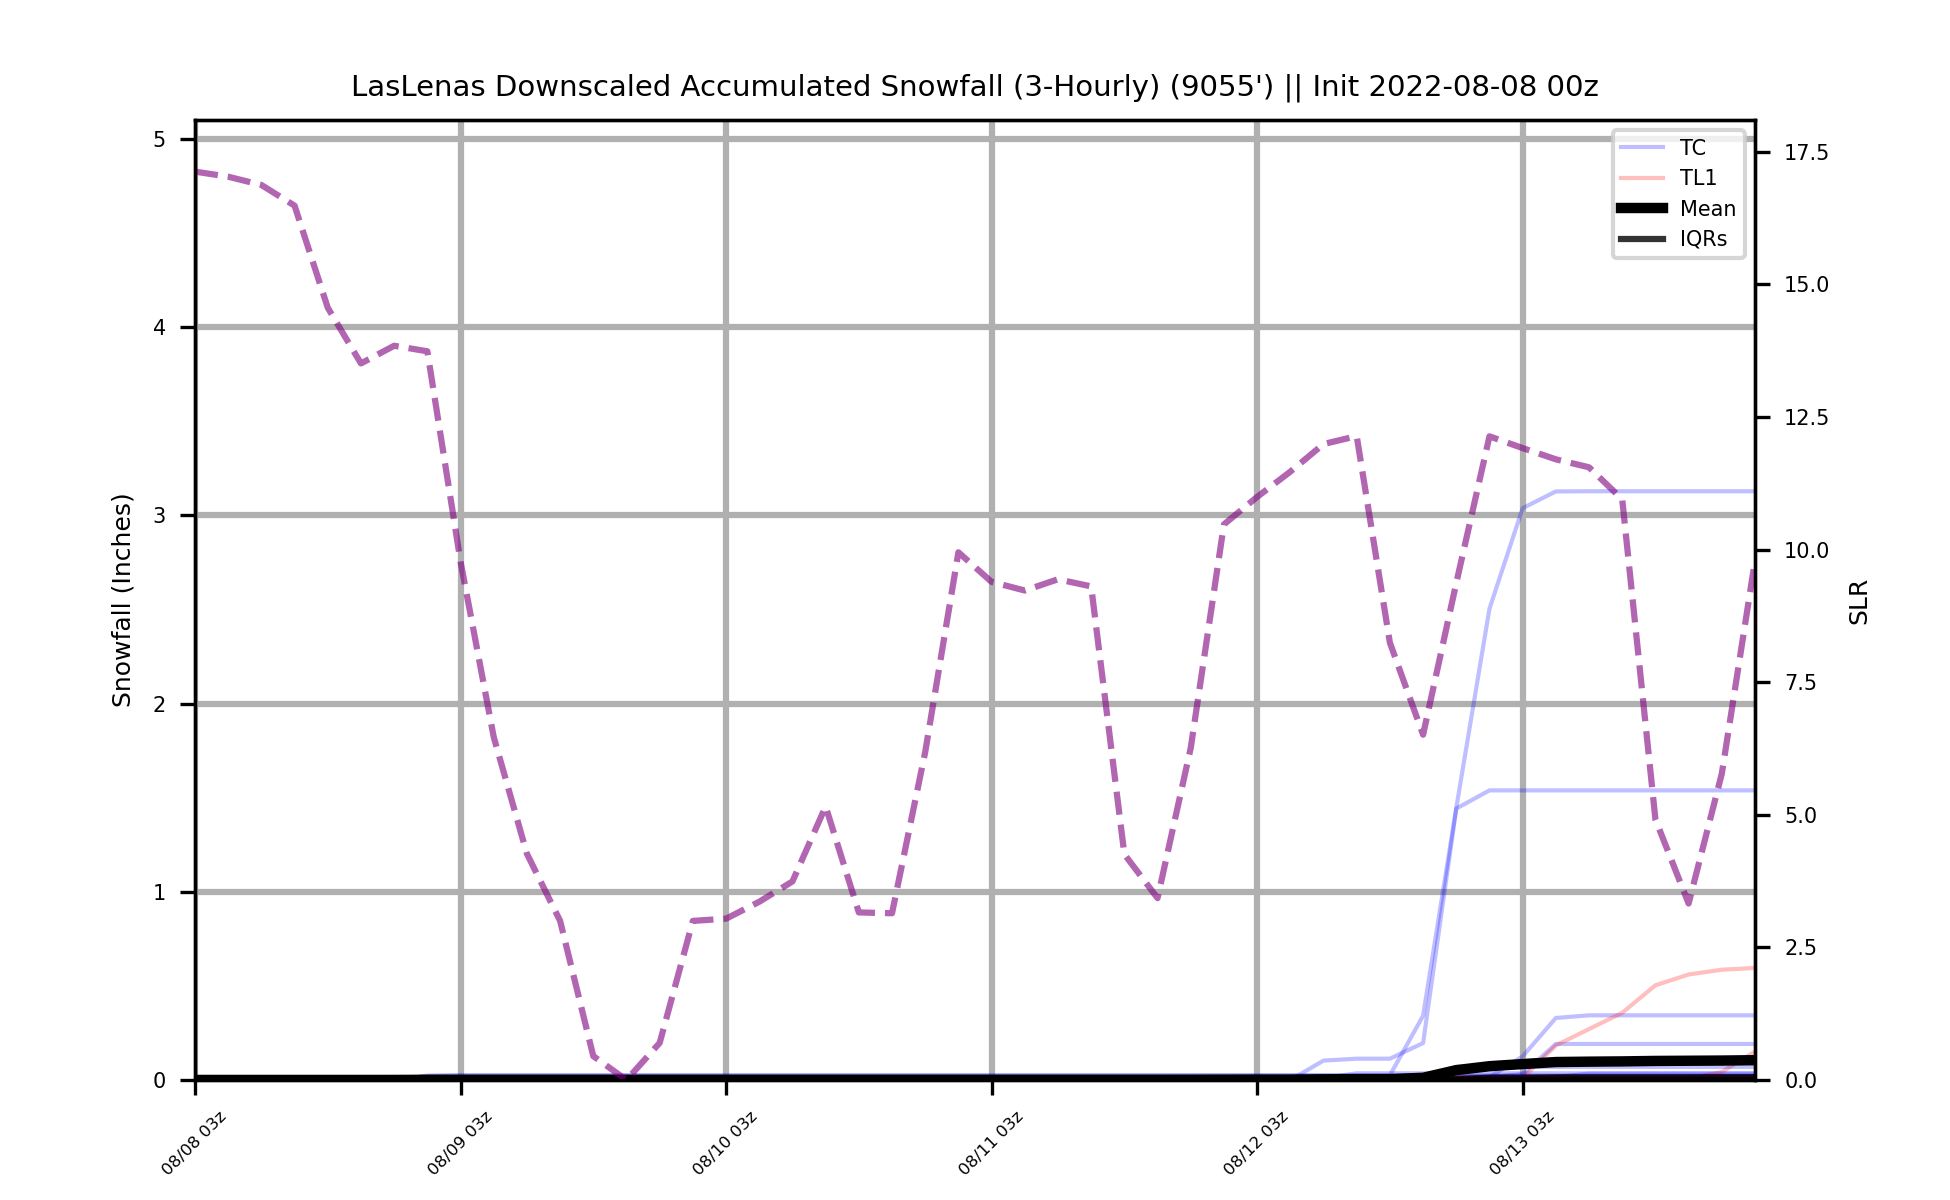 LasLenas Downscaled Accumulated Snowfall (3-Hourly) (9055') || Init 2022-08-08 00z
TC
TL1
Mean
IQRs
Snowfall (Inches)
5
4
3
2
1
0
17.5
15.0
12.5
10.0
7.5
5.0
2.5
0.0
SLR
08/08 03z
08/09 03z
08/10 03z
08/11 03z
08/12 03z
08/13 03z